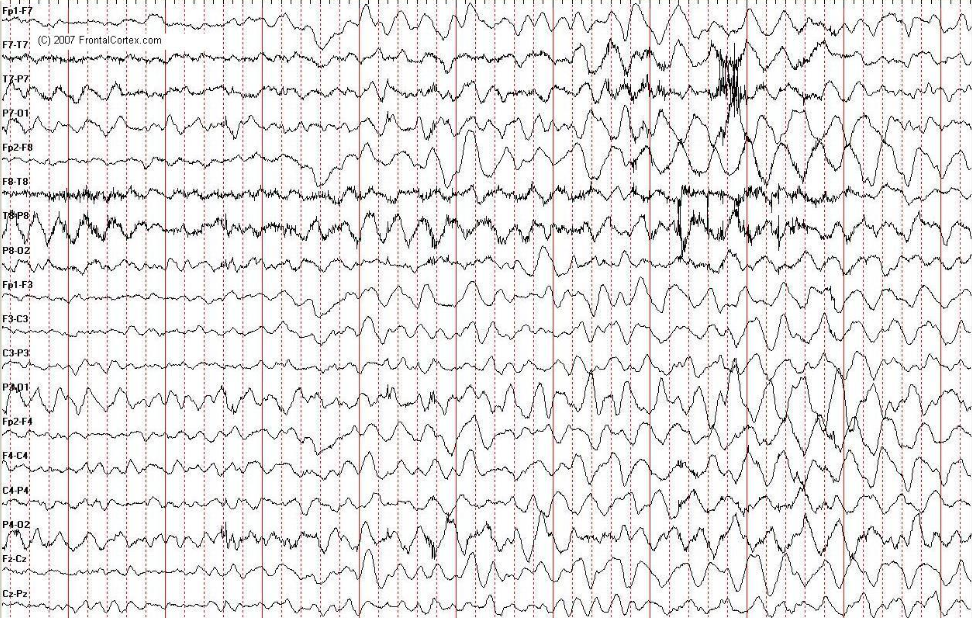 Fp1-F7
(C) 2007 FrontalCortex.com
F7-T7
T7-P7
P7-O1
Fp2-F8
F8-T8
T8-P8
P8-O2
Fp1-F3
F3-C3
C3-P3
P3-O1
Fp2-F4
F4-C4
C4-P4
P4-O2
Fz-Cz
Cz-Pz